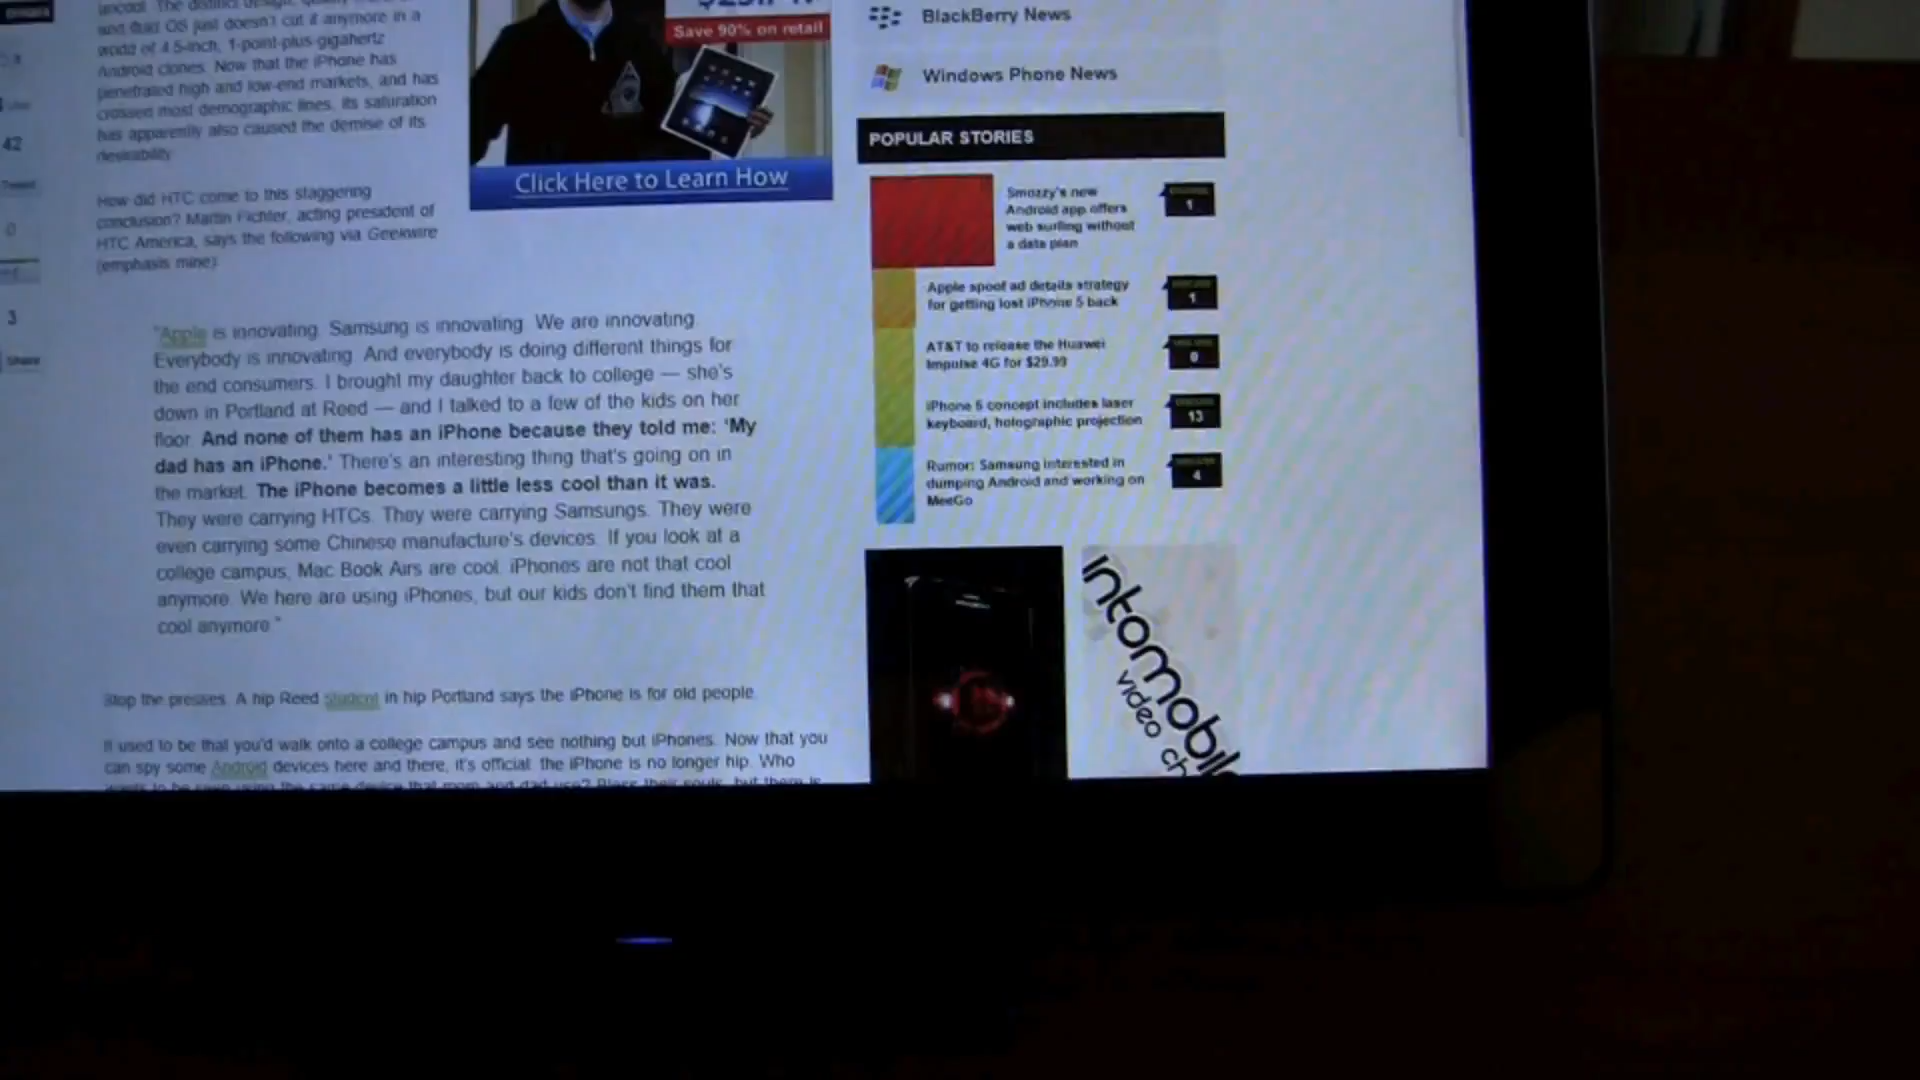 and fluid OS just doesn't cut it anymore in a
world of 4.5-inch, 1-point-plus-gigahertz
Android clones. Now that the iPhone has
penetrated high and low-end markets, and has
crossed most demographic lines, its saturation
has apparently also caused the demise of its
desirability.
How did HTC come to this staggering
conclusion? Martin Fichter, acting president of
HTC America, says the following via Geekwire
(emphasis mine):
"Apple is innovating. Samsung is innovating. We are innovating.
Everybody is innovating. And everybody is doing different things for
the end consumers. I brought my daughter back to college — she's
down in Portland at Reed — and I talked to a few of the kids on her
floor. And none of them has an iPhone because they told me: 'My
dad has an iPhone.' There's an interesting thing that's going on in
the market. The iPhone becomes a little less cool than it was.
They were carrying HTCs. They were carrying Samsungs. They were
even carrying some Chinese manufacture's devices. If you look at a
college campus, Mac Book Airs are cool. iPhones are not that cool
anymore. We here are using iPhones, but our kids don't find them that
cool anymore."
Stop the presses. A hip Reed student in hip Portland says the iPhone is for old people.
It used to be that you'd walk onto a college campus and see nothing but iPhones. Now that you
can spy some Android devices here and there, it's official: the iPhone is no longer hip. Who
42
Tweet
0
3
Share
Save 90% on retail
Click Here to Learn How
BlackBerry News
Windows Phone News
POPULAR STORIES
Smozzy's new
Android app offers
web surfing without
a data plan
1
Apple spoof ad details strategy
for getting lost iPhone 5 back
1
AT&T to release the Huawei
Impulse 4G for $29.99
0
iPhone 5 concept includes laser
keyboard, holographic projection
13
Rumor: Samsung interested in
dumping Android and working on
MeeGo
4
intomobile
video ch